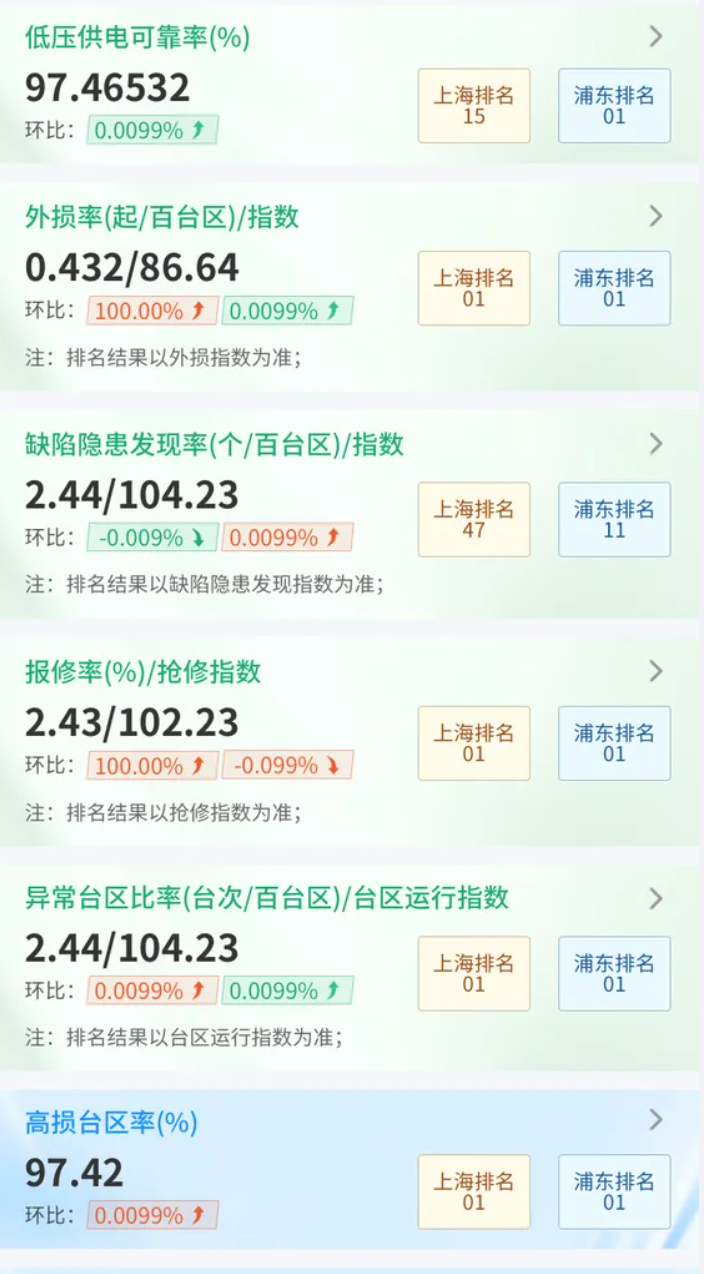 低压供电可靠率(%)
97.46532
环比: 0.0099%
上海排名
15
浦东排名
01
外损率(起/百台区)/指数
0.432/86.64
环比: 100.00% 0.0099%
上海排名
01
浦东排名
01
注：排名结果以外损指数为准；
缺陷隐患发现率(个/百台区)/指数
2.44/104.23
环比: -0.009% 0.0099%
上海排名
47
浦东排名
11
注：排名结果以缺陷隐患发现指数为准；
报修率(%)/抢修指数
2.43/102.23
环比: 100.00% -0.099%
上海排名
01
浦东排名
01
注：排名结果以抢修指数为准；
异常台区比率(台次/百台区)/台区运行指数
2.44/104.23
环比: 0.0099% 0.0099%
上海排名
01
浦东排名
01
注：排名结果以台区运行指数为准；
高损台区率(%)
97.42
环比: 0.0099%
上海排名
01
浦东排名
01